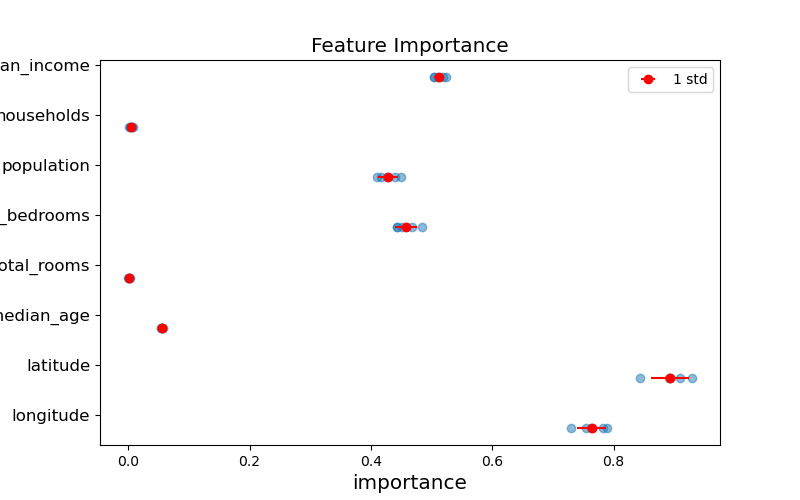 Feature Importance
an_income
households
population
_bedrooms
otal_rooms
median_age
latitude
longitude
1 std
0.0 0.2 0.4 0.6 0.8
importance